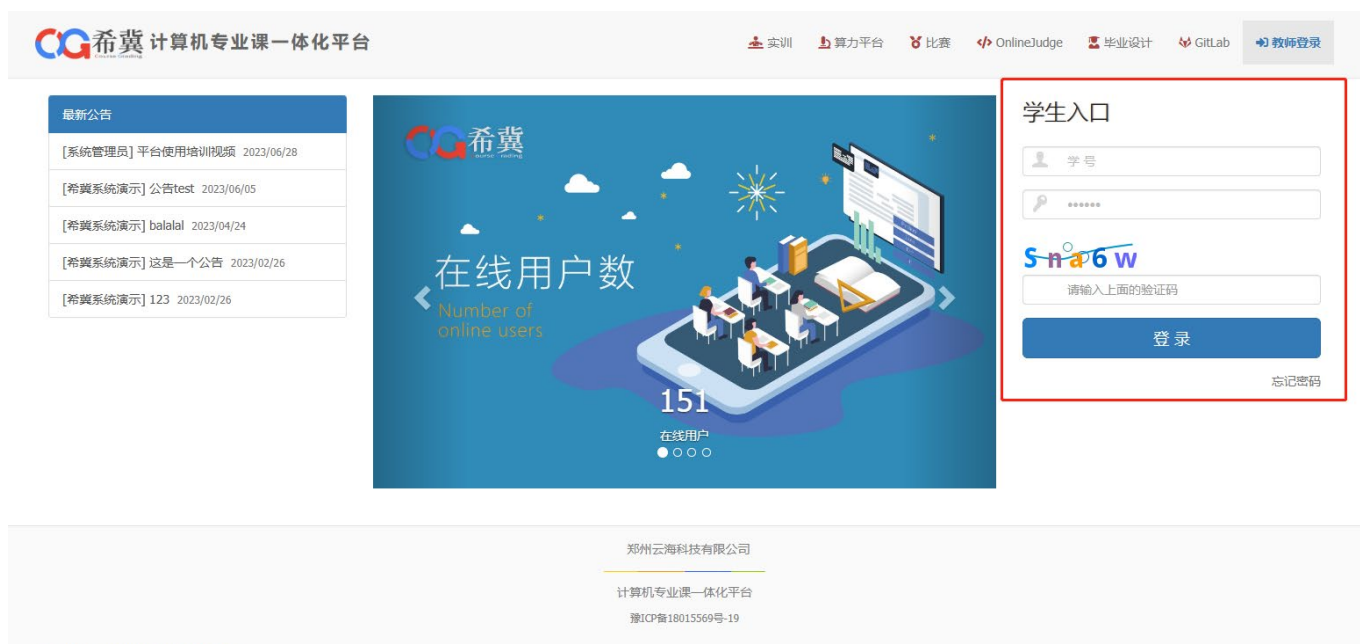 CG希冀 计算机专业课一体化平台
实训 算力平台 比赛 OnlineJudge 毕业设计 GitLab 教师登录
最新公告
[系统管理员] 平台使用培训视频 2023/06/28
[希冀系统演示] 公告test 2023/06/05
[希冀系统演示] balalal 2023/04/24
[希冀系统演示] 这是一个公告 2023/02/26
[希冀系统演示] 123 2023/02/26
CG希冀
在线用户数
Number of
online users
151
在线用户
学生入口
学号
••••••
Sna6w
请输入上面的验证码
登 录
忘记密码
郑州云海科技有限公司
计算机专业课一体化平台
豫ICP备18015569号-19